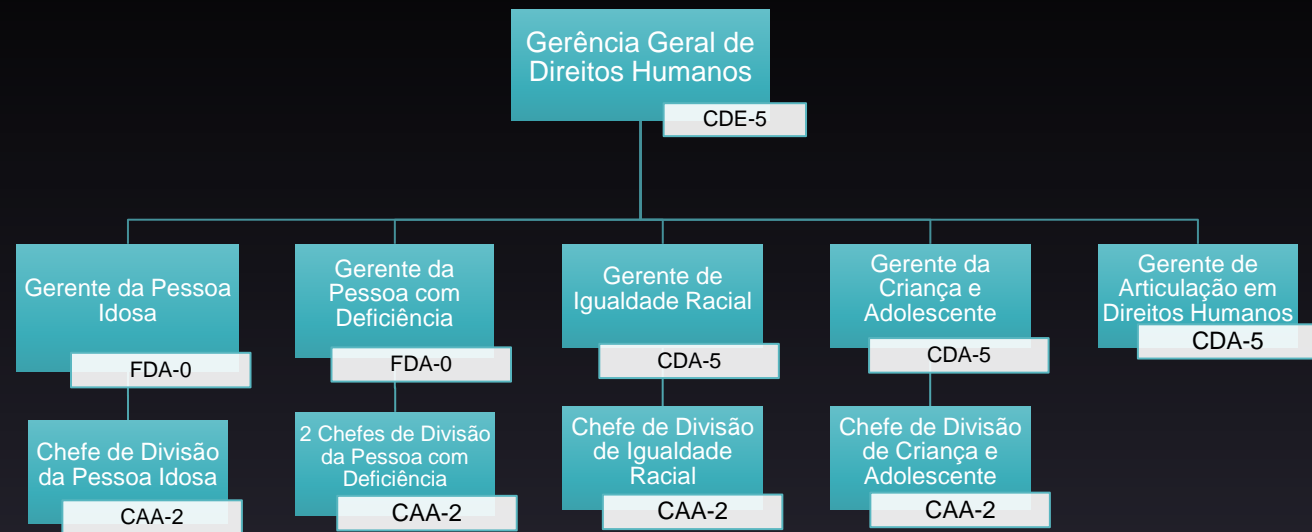 Gerência Geral de
Direitos Humanos
CDE-5
Gerente da Pessoa
Idosa
FDA-0
Gerente da
Pessoa com
Deficiência
FDA-0
Gerente de
Igualdade Racial
CDA-5
Gerente da
Criança e
Adolescente
CDA-5
Gerente de
Articulação em
Direitos Humanos
CDA-5
Chefe de Divisão
da Pessoa Idosa
CAA-2
2 Chefes de Divisão
da Pessoa com
Deficiência
CAA-2
Chefe de Divisão
de Igualdade
Racial
CAA-2
Chefe de Divisão
de Criança e
Adolescente
CAA-2